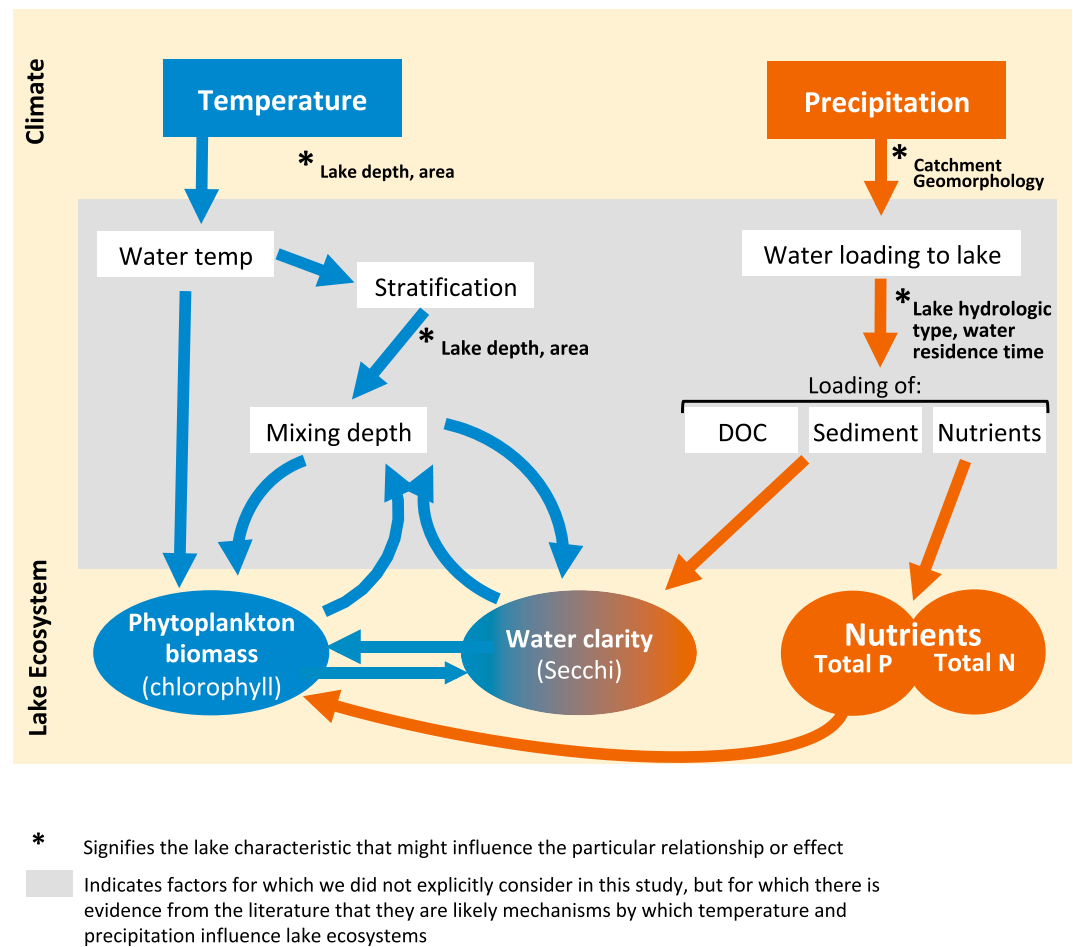 Climate
Temperature
Precipitation
* Lake depth, area
* Catchment
Geomorphology
Water temp
Stratification
Water loading to lake
* Lake depth, area
* Lake hydrologic
type, water
residence time
Loading of:
Mixing depth
DOC
Sediment
Nutrients
Lake Ecosystem
Phytoplankton
biomass
(chlorophyll)
Water clarity
(Secchi)
Nutrients
Total P
Total N
* Signifies the lake characteristic that might influence the particular relationship or effect
Indicates factors for which we did not explicitly consider in this study, but for which there is
evidence from the literature that they are likely mechanisms by which temperature and
precipitation influence lake ecosystems